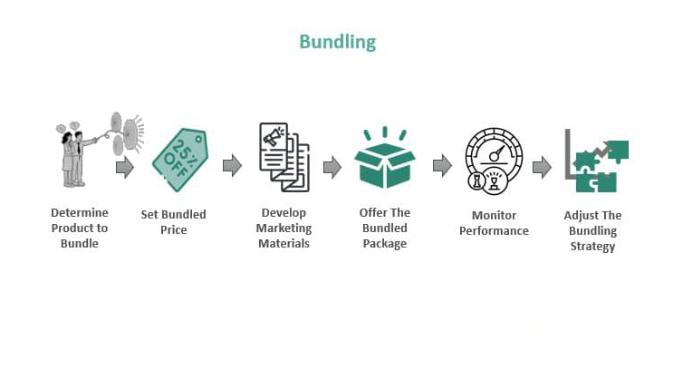 Bundling
25%
OFF
Determine
Product to
Bundle
Set Bundled
Price
Develop
Marketing
Materials
Offer The
Bundled
Package
Monitor
Performance
Adjust The
Bundling
Strategy